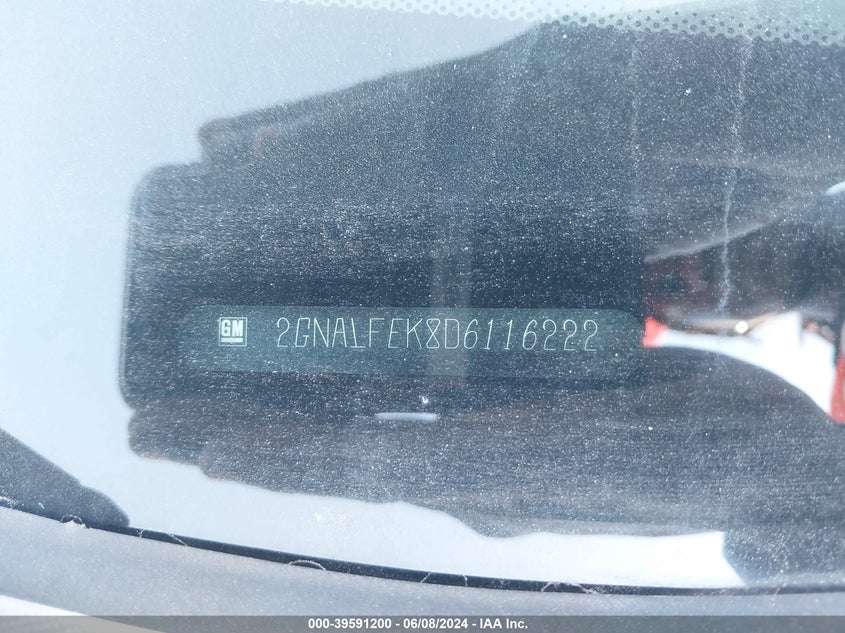 GM 2GNALFEK8D6116222
000-39591200 - 06/08/2024 - IAA Inc.